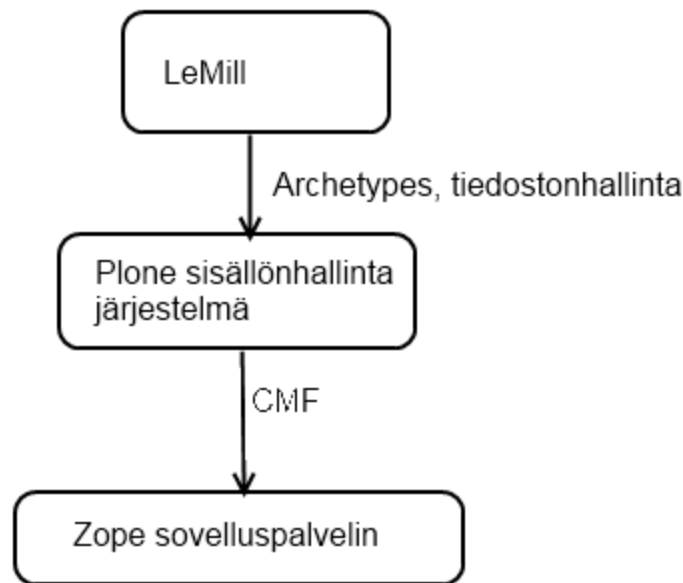 LeMill
Archetypes, tiedostonhallinta
Plone sisällönhallinta
järjestelmä
CMF
Zope sovelluspalvelin